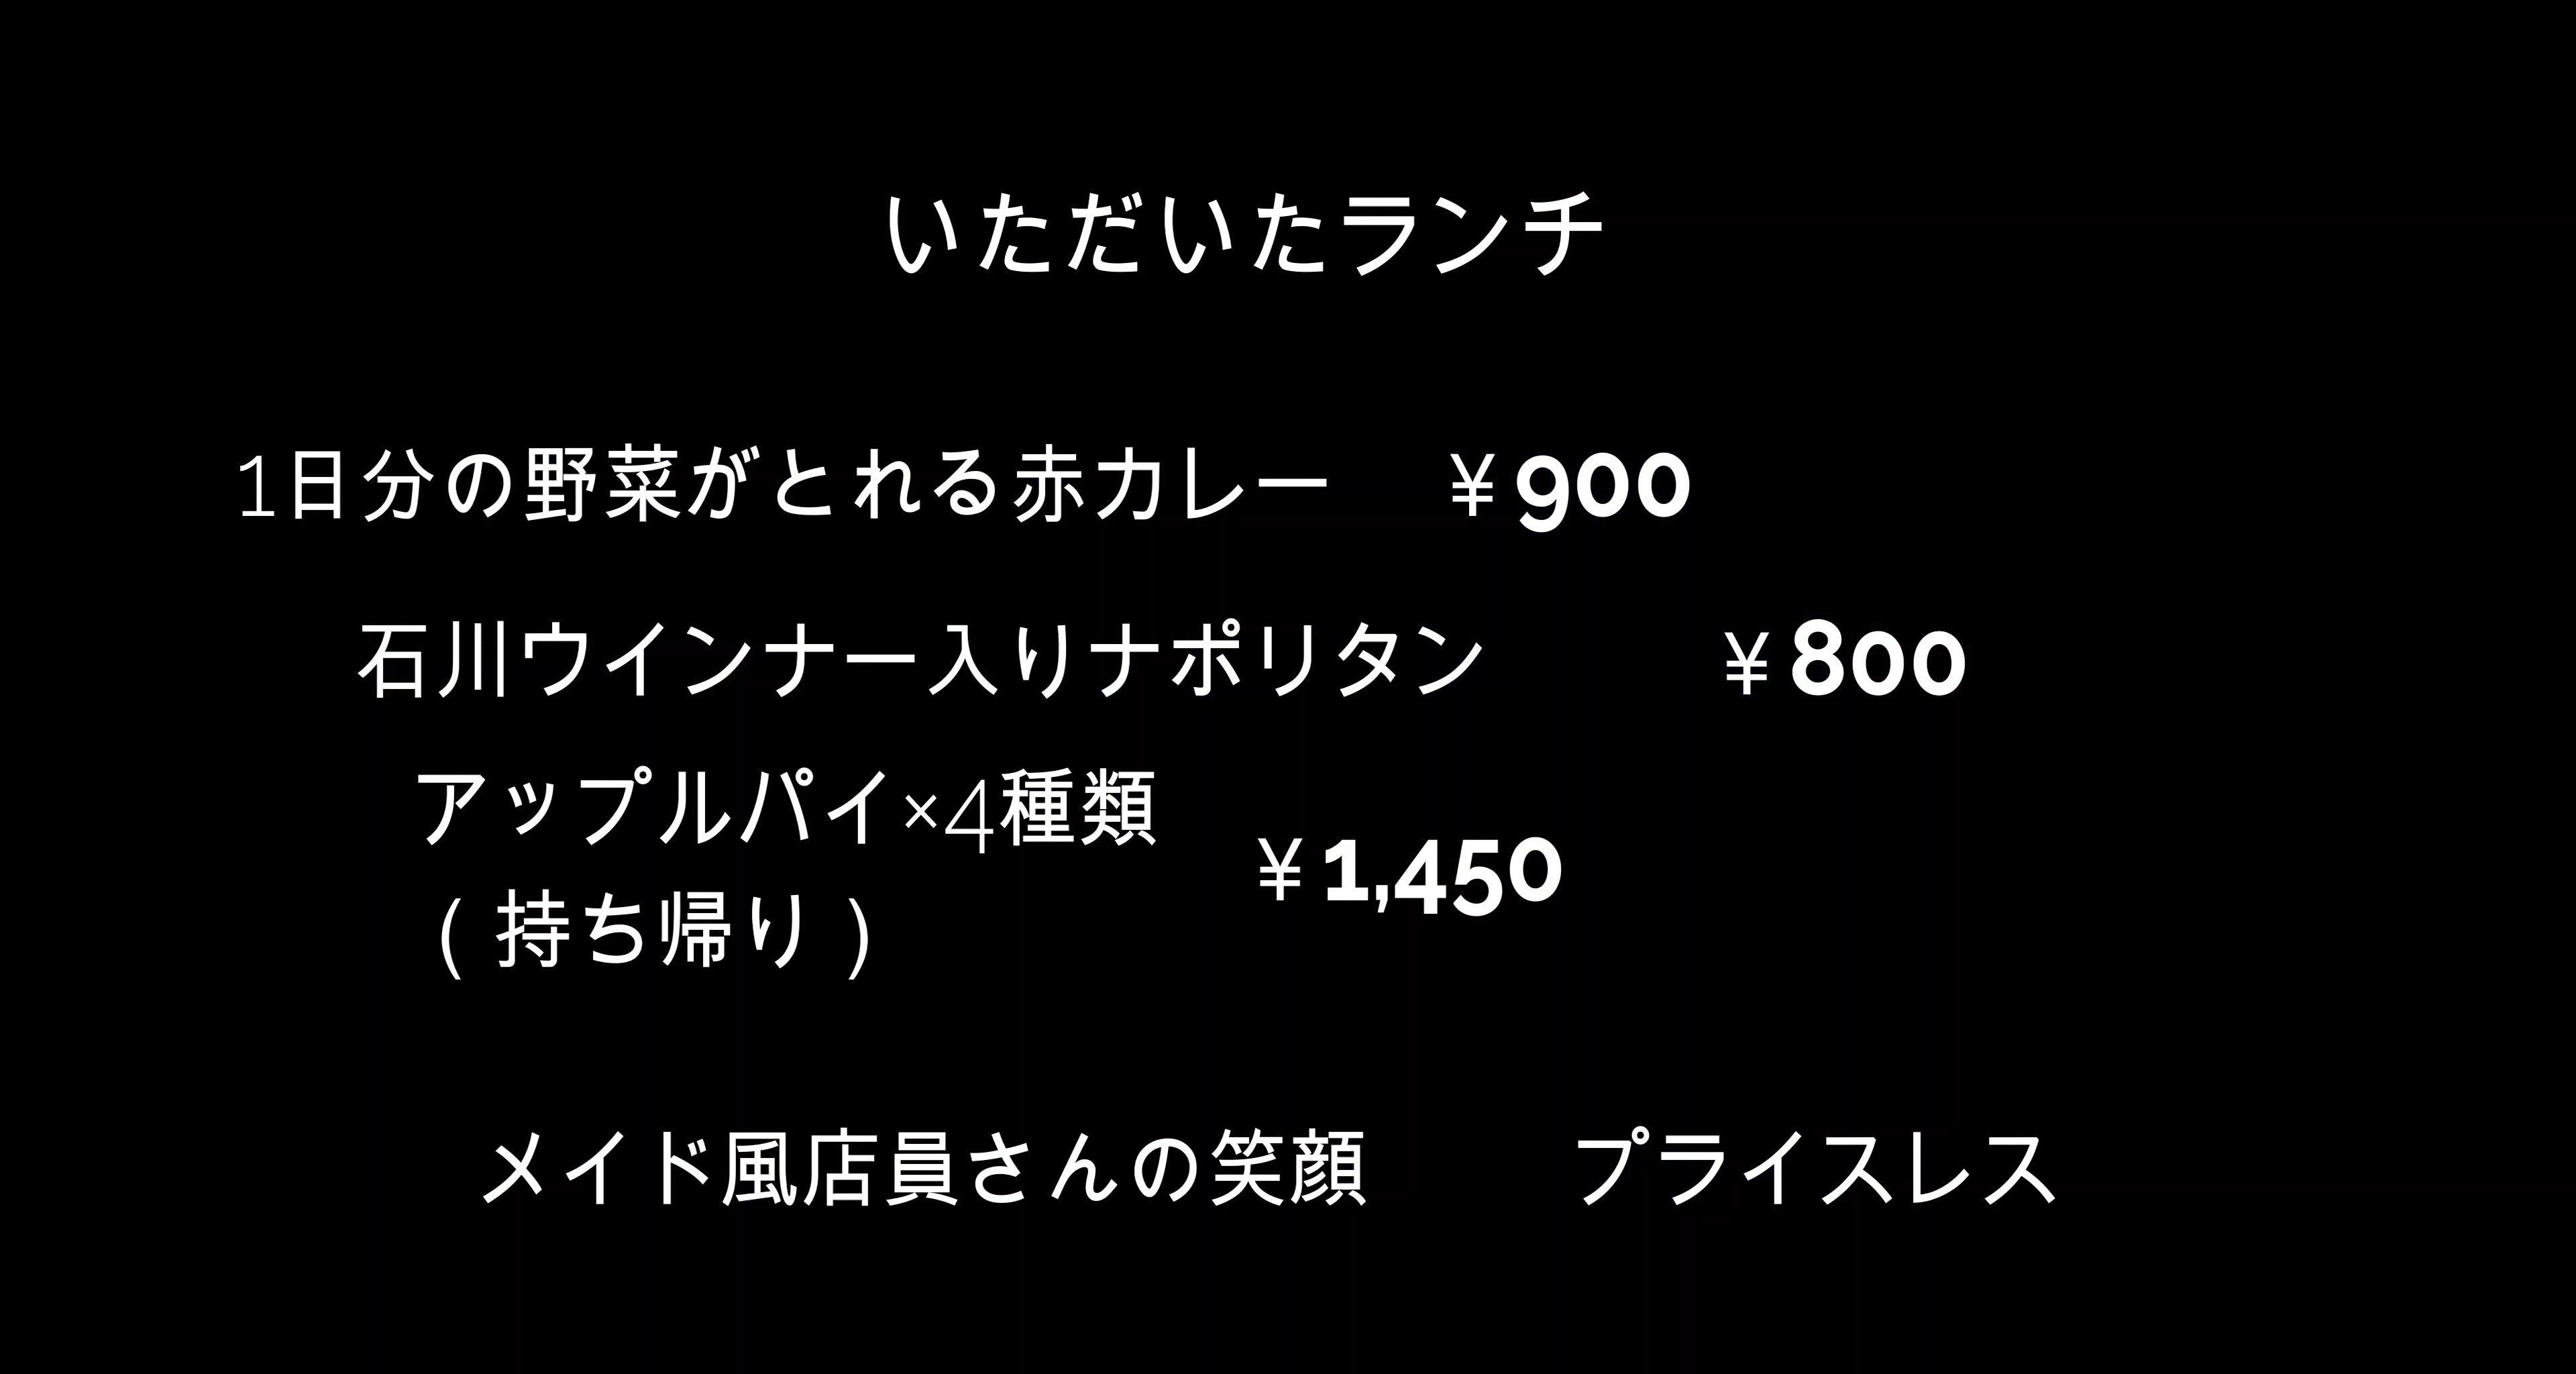 いただいたランチ
1日分の野菜がとれる赤カレー ￥900
石川ウインナー入りナポリタン ￥800
アップルパイ×4種類
(持ち帰り) ￥1,450
メイド風店員さんの笑顔 プライスレス